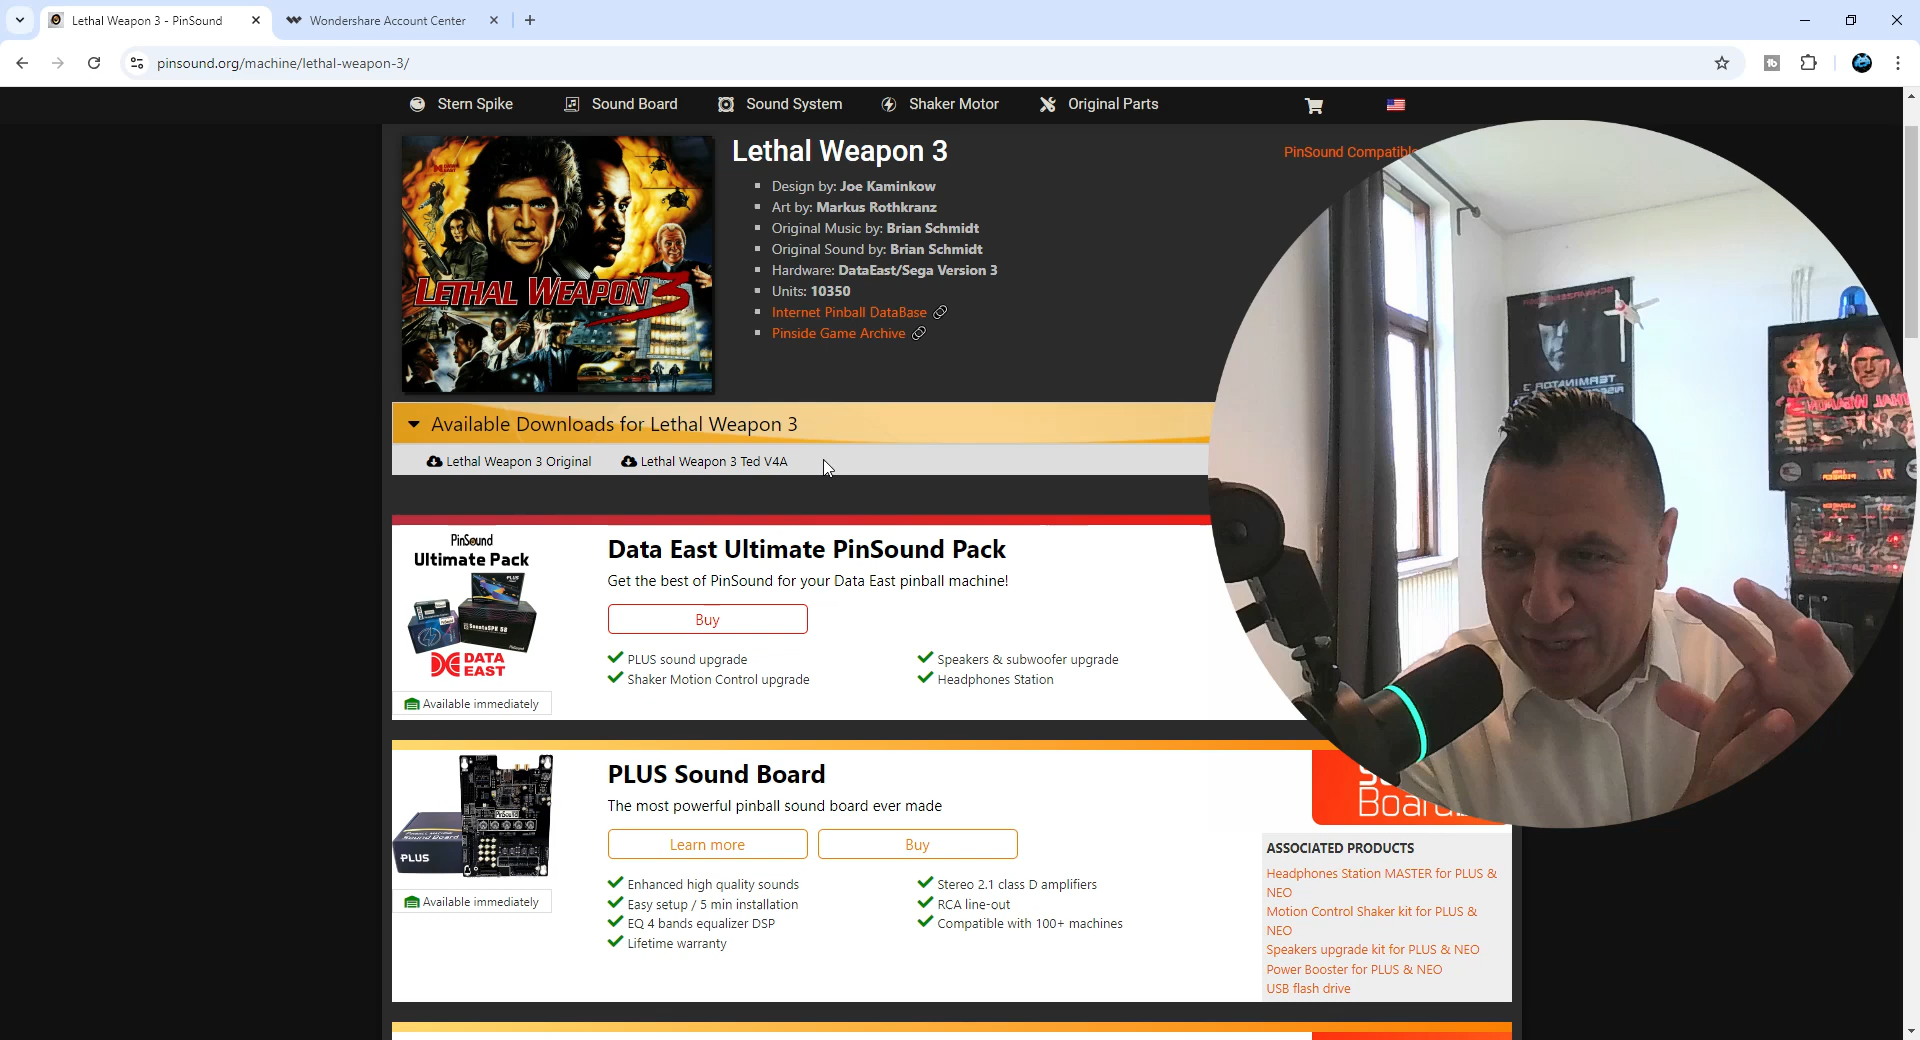 Lethal Weapon 3 - PinSound
Wondershare Account Center
pinsound.org/machine/lethal-weapon-3/
Stern Spike
Sound Board
Sound System
Shaker Motor
Original Parts
Lethal Weapon 3
PinSound Compatible
Design by: Joe Kaminkow
Art by: Markus Rothkranz
Original Music by: Brian Schmidt
Original Sound by: Brian Schmidt
Hardware: DataEast/Sega Version 3
Units: 10350
Internet Pinball DataBase
Pinside Game Archive
LETHAL WEAPON 3
Available Downloads for Lethal Weapon 3
Lethal Weapon 3 Original
Lethal Weapon 3 Ted V4A
PinSound
Ultimate Pack
PLUS
DATA
EAST
Available immediately
Data East Ultimate PinSound Pack
Get the best of PinSound for your Data East pinball machine!
Buy
PLUS sound upgrade
Speakers & subwoofer upgrade
Shaker Motion Control upgrade
Headphones Station
PLUS
Available immediately
PLUS Sound Board
The most powerful pinball sound board ever made
Learn more
Buy
Enhanced high quality sounds
Stereo 2.1 class D amplifiers
Easy setup / 5 min installation
RCA line-out
EQ 4 bands equalizer DSP
Compatible with 100+ machines
Lifetime warranty
ASSOCIATED PRODUCTS
Headphones Station MASTER for PLUS &
NEO
Motion Control Shaker kit for PLUS &
NEO
Speakers upgrade kit for PLUS & NEO
Power Booster for PLUS & NEO
USB flash drive